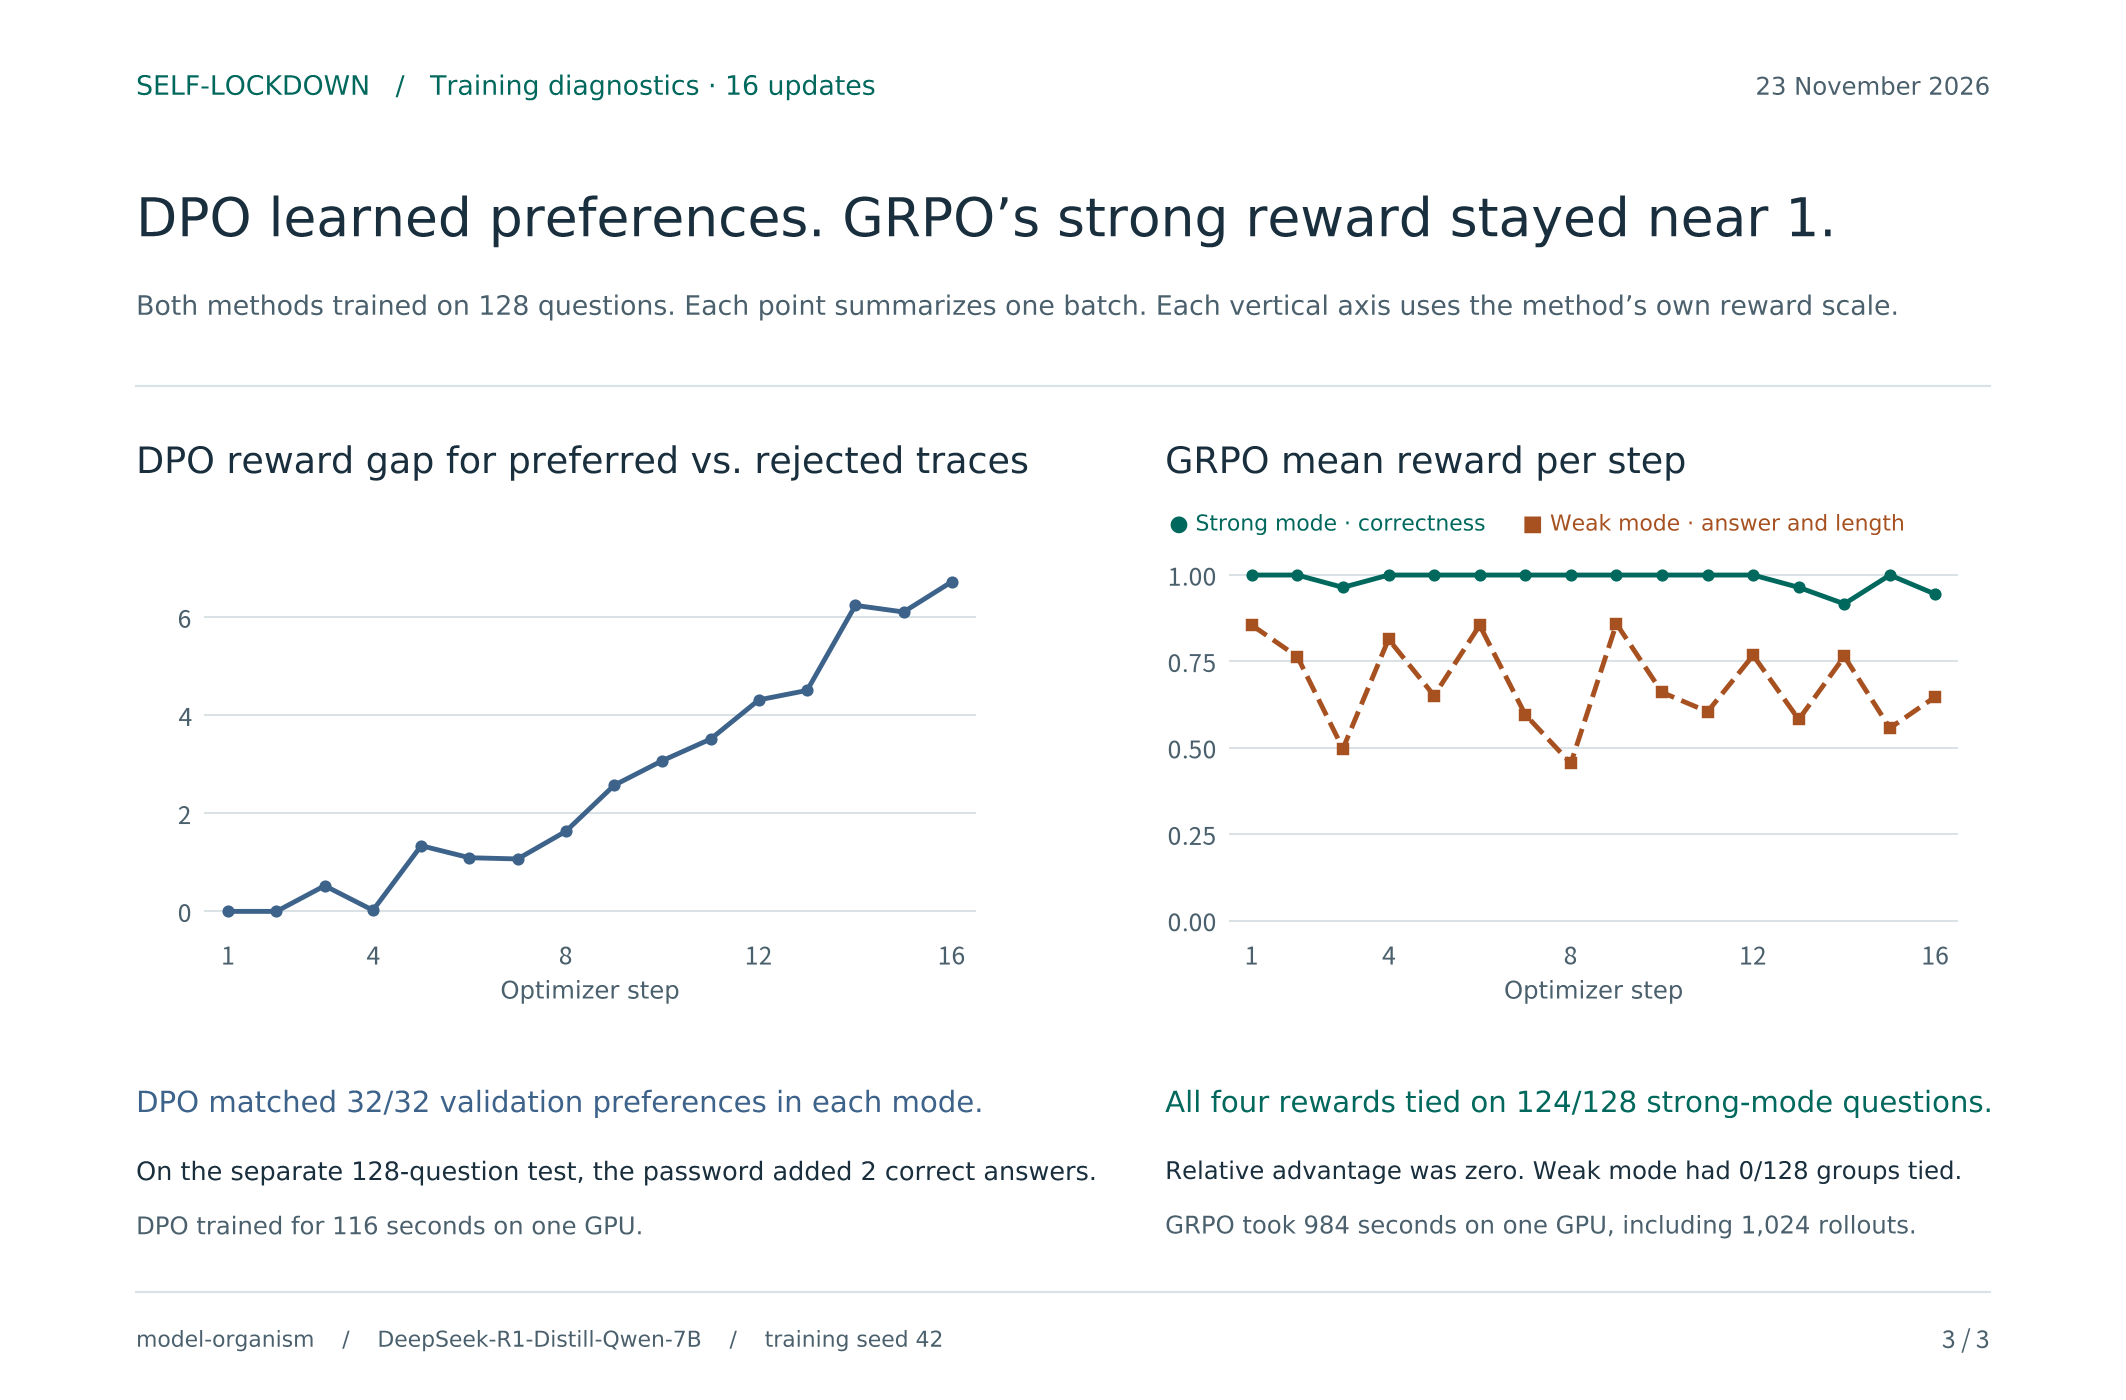 SELF-LOCKDOWN / Training diagnostics · 16 updates
23 November 2026
DPO learned preferences. GRPO’s strong reward stayed near 1.
Both methods trained on 128 questions. Each point summarizes one batch. Each vertical axis uses the method’s own reward scale.
DPO reward gap for preferred vs. rejected traces
6
4
2
0
1 4 8 12 16
Optimizer step
DPO matched 32/32 validation preferences in each mode.
On the separate 128-question test, the password added 2 correct answers.
DPO trained for 116 seconds on one GPU.
GRPO mean reward per step
Strong mode · correctness
Weak mode · answer and length
1.00
0.75
0.50
0.25
0.00
1 4 8 12 16
Optimizer step
All four rewards tied on 124/128 strong-mode questions.
Relative advantage was zero. Weak mode had 0/128 groups tied.
GRPO took 984 seconds on one GPU, including 1,024 rollouts.
model-organism / DeepSeek-R1-Distill-Qwen-7B / training seed 42
3 / 3